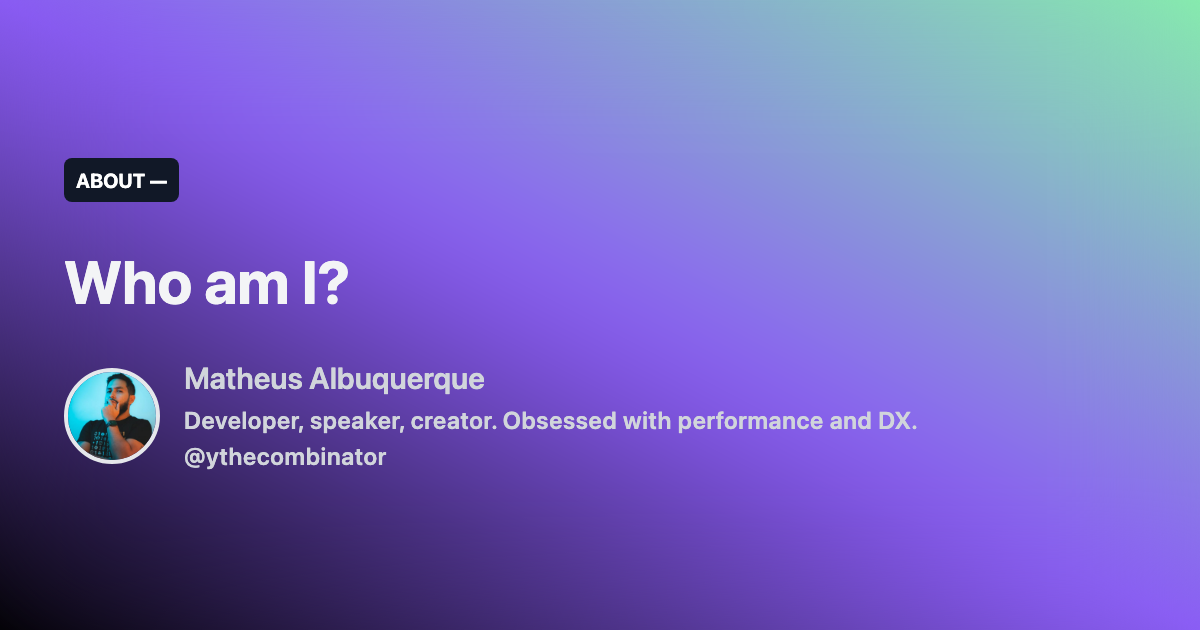 ABOUT —
Who am I?
Matheus Albuquerque
Developer, speaker, creator. Obsessed with performance and DX.
@ythecombinator